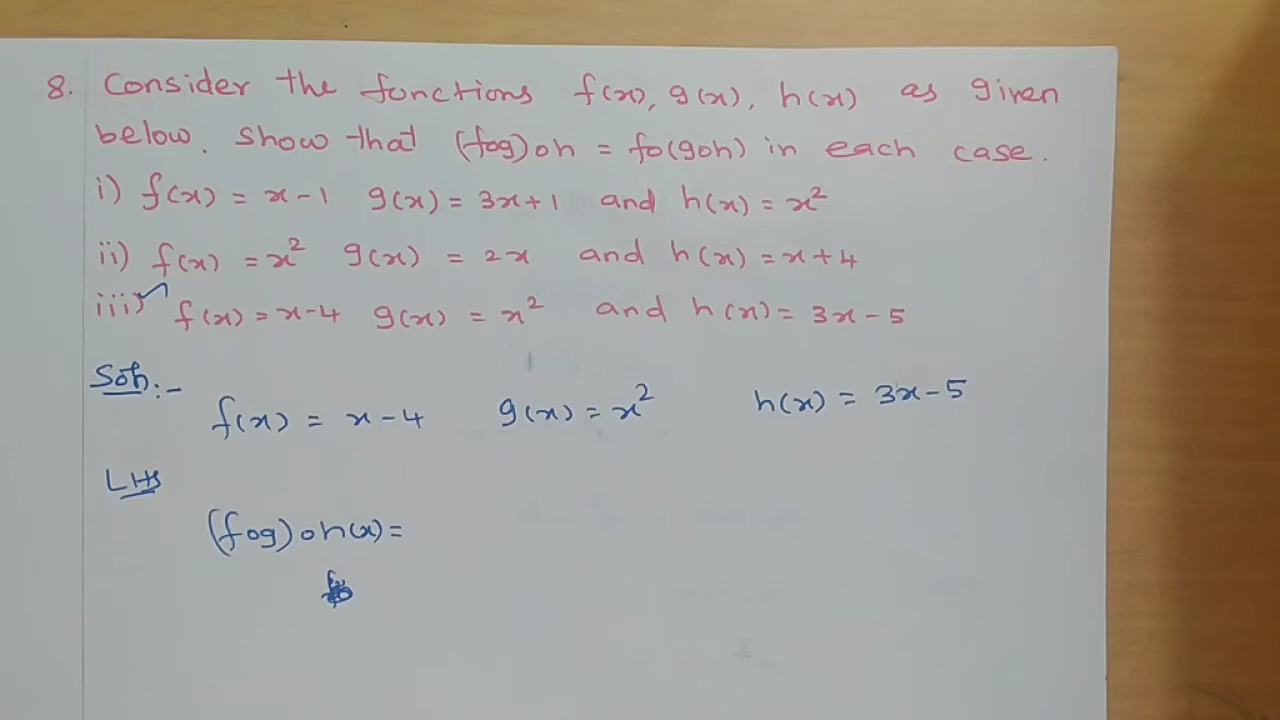 8. Consider the functions f(x), g(x), h(x) as given
below. Show that (fog)oh = fo(goh) in each case.
i) f(x) = x-1 g(x) = 3x+1 and h(x) = x²
ii) f(x) = x² g(x) = 2x and h(x) = x+4
iii) f(x) = x-4 g(x) = x² and h(x) = 3x-5
Soln:-
f(x) = x-4 g(x) = x² h(x) = 3x-5
LHS
(fog)oh(x) =